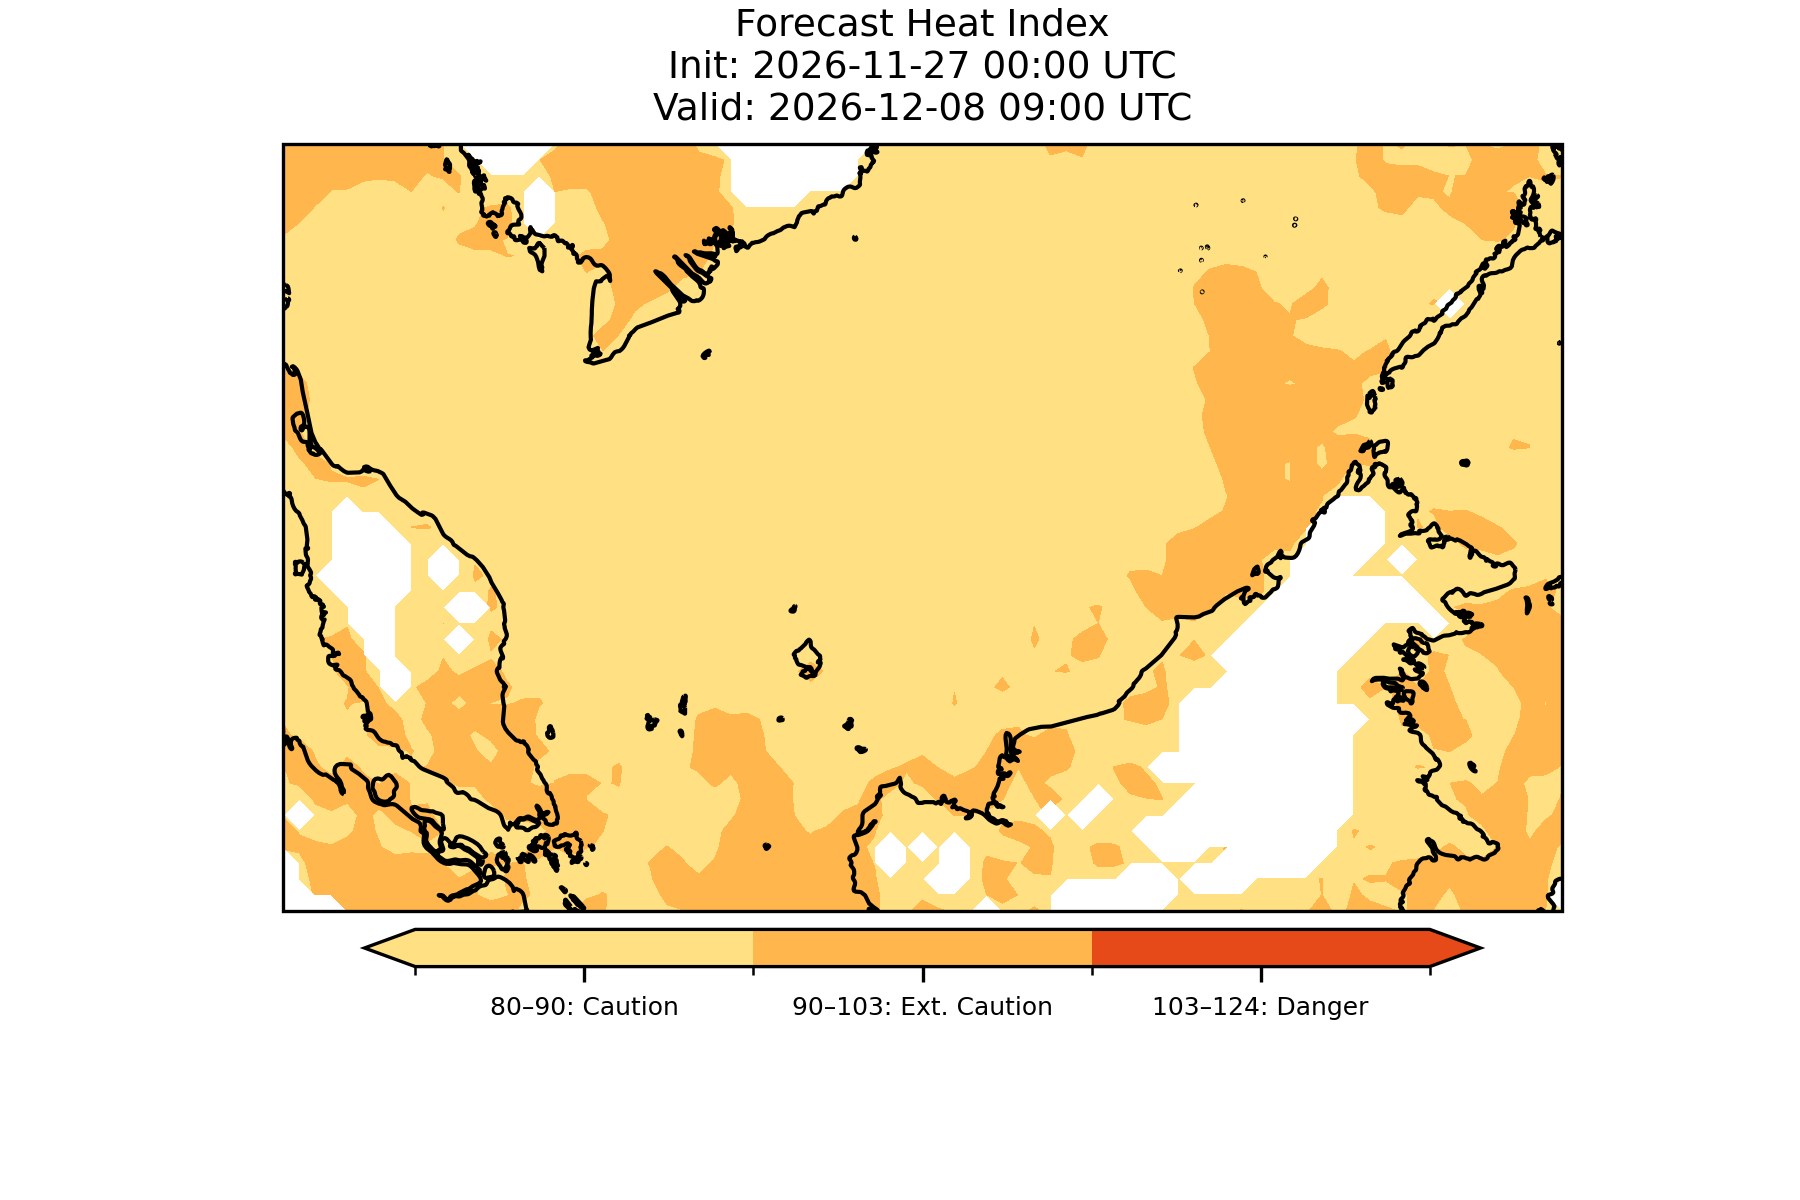 Forecast Heat Index
Init: 2026-11-27 00:00 UTC
Valid: 2026-12-08 09:00 UTC
80–90: Caution
90–103: Ext. Caution
103–124: Danger